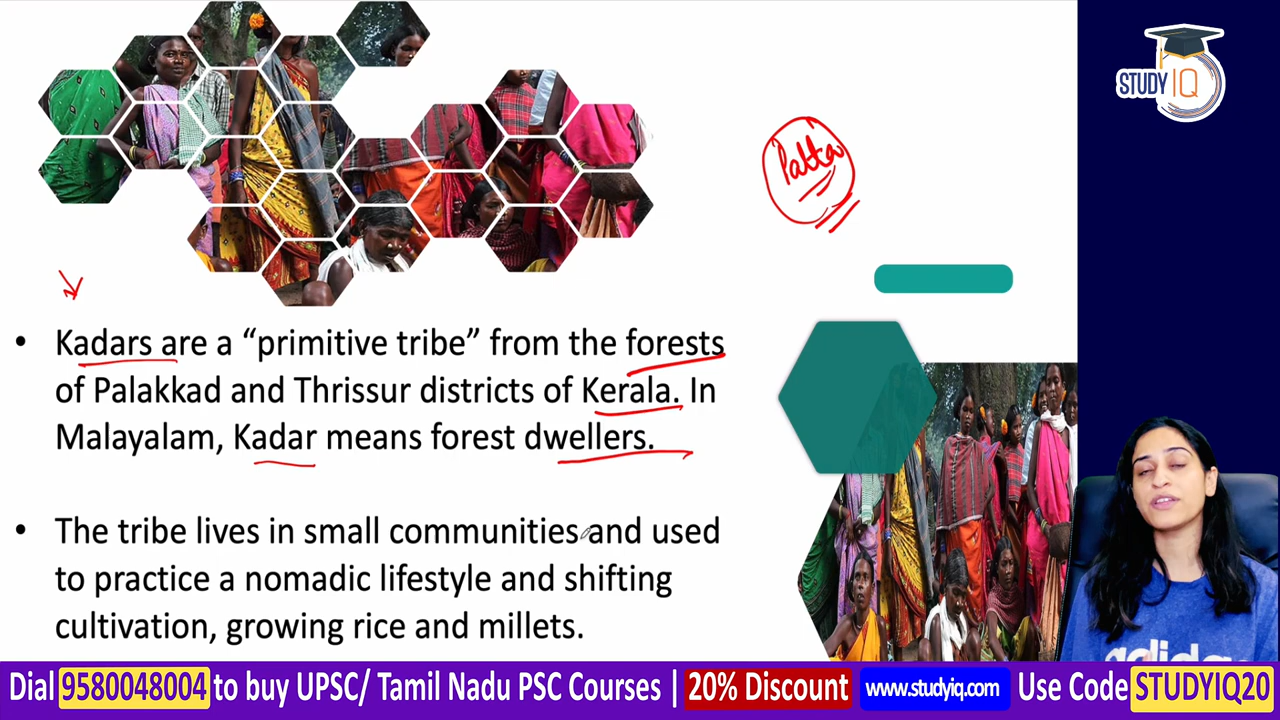 STUDY IQ
Patta
• Kadars are a “primitive tribe” from the forests
of Palakkad and Thrissur districts of Kerala. In
Malayalam, Kadar means forest dwellers.
• The tribe lives in small communities and used
to practice a nomadic lifestyle and shifting
cultivation, growing rice and millets.
adidas
Dial 9580048004 to buy UPSC/ Tamil Nadu PSC Courses | 20% Discount www.studyiq.com Use Code STUDYIQ20